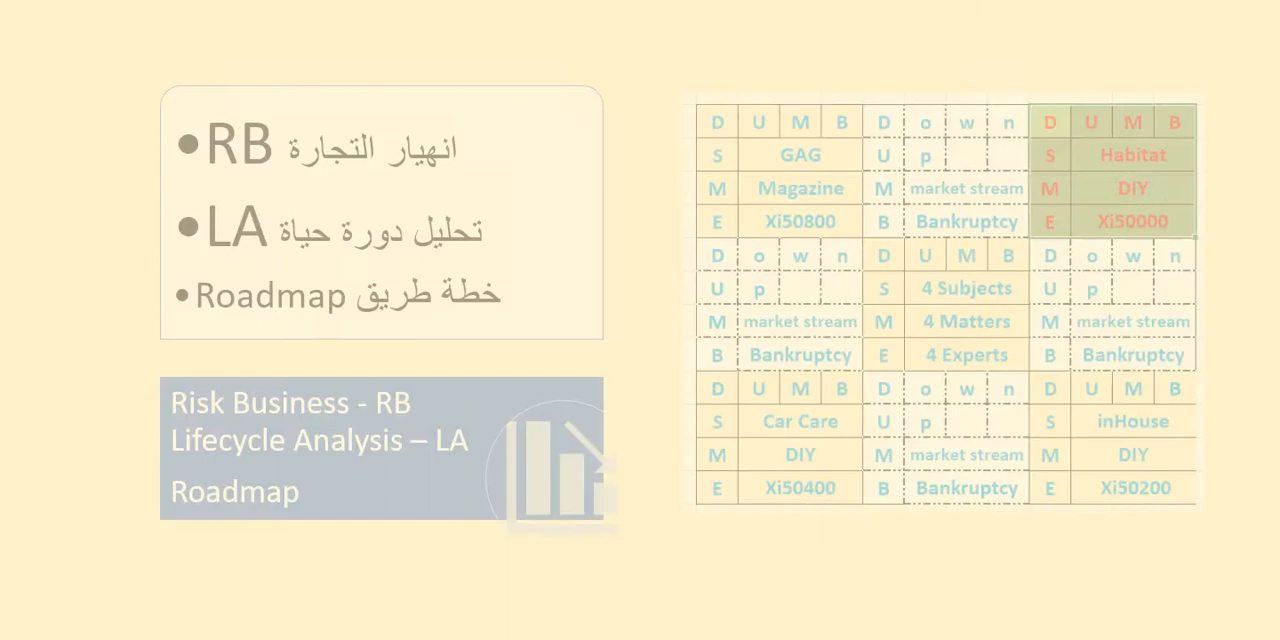 •RB انهيار التجارة
•LA تحليل دورة حياة
•Roadmap خطة طريق
Risk Business - RB
Lifecycle Analysis – LA
Roadmap
D U M B D o w n D U M B
S GAG U p S Habitat
M Magazine M market stream M DIY
E Xi50800 B Bankruptcy E Xi50000
D o w n D U M B D o w n
U p S 4 Subjects U p
M market stream M 4 Matters M market stream
B Bankruptcy E 4 Experts B Bankruptcy
D U M B D o w n D U M B
S Car Care U p S inHouse
M DIY M market stream M DIY
E Xi50400 B Bankruptcy E Xi50200